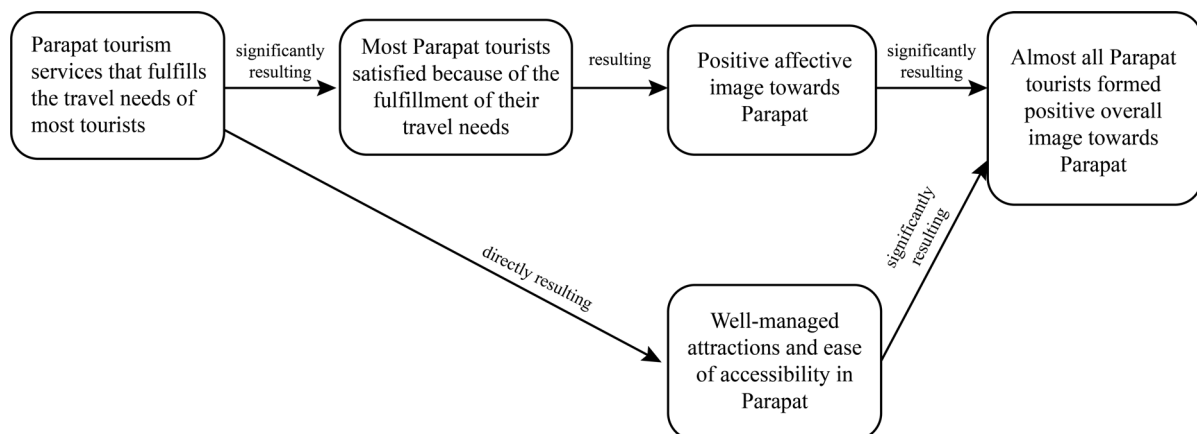 Parapat tourism
services that fulfills
the travel needs of
most tourists
significantly
resulting
Most Parapat tourists
satisfied because of the
fulfillment of their
travel needs
resulting
Positive affective
image towards
Parapat
significantly
resulting
Almost all Parapat
tourists formed
positive overall
image towards
Parapat
directly resulting
Well-managed
attractions and ease
of accessibility in
Parapat
significantly
resulting